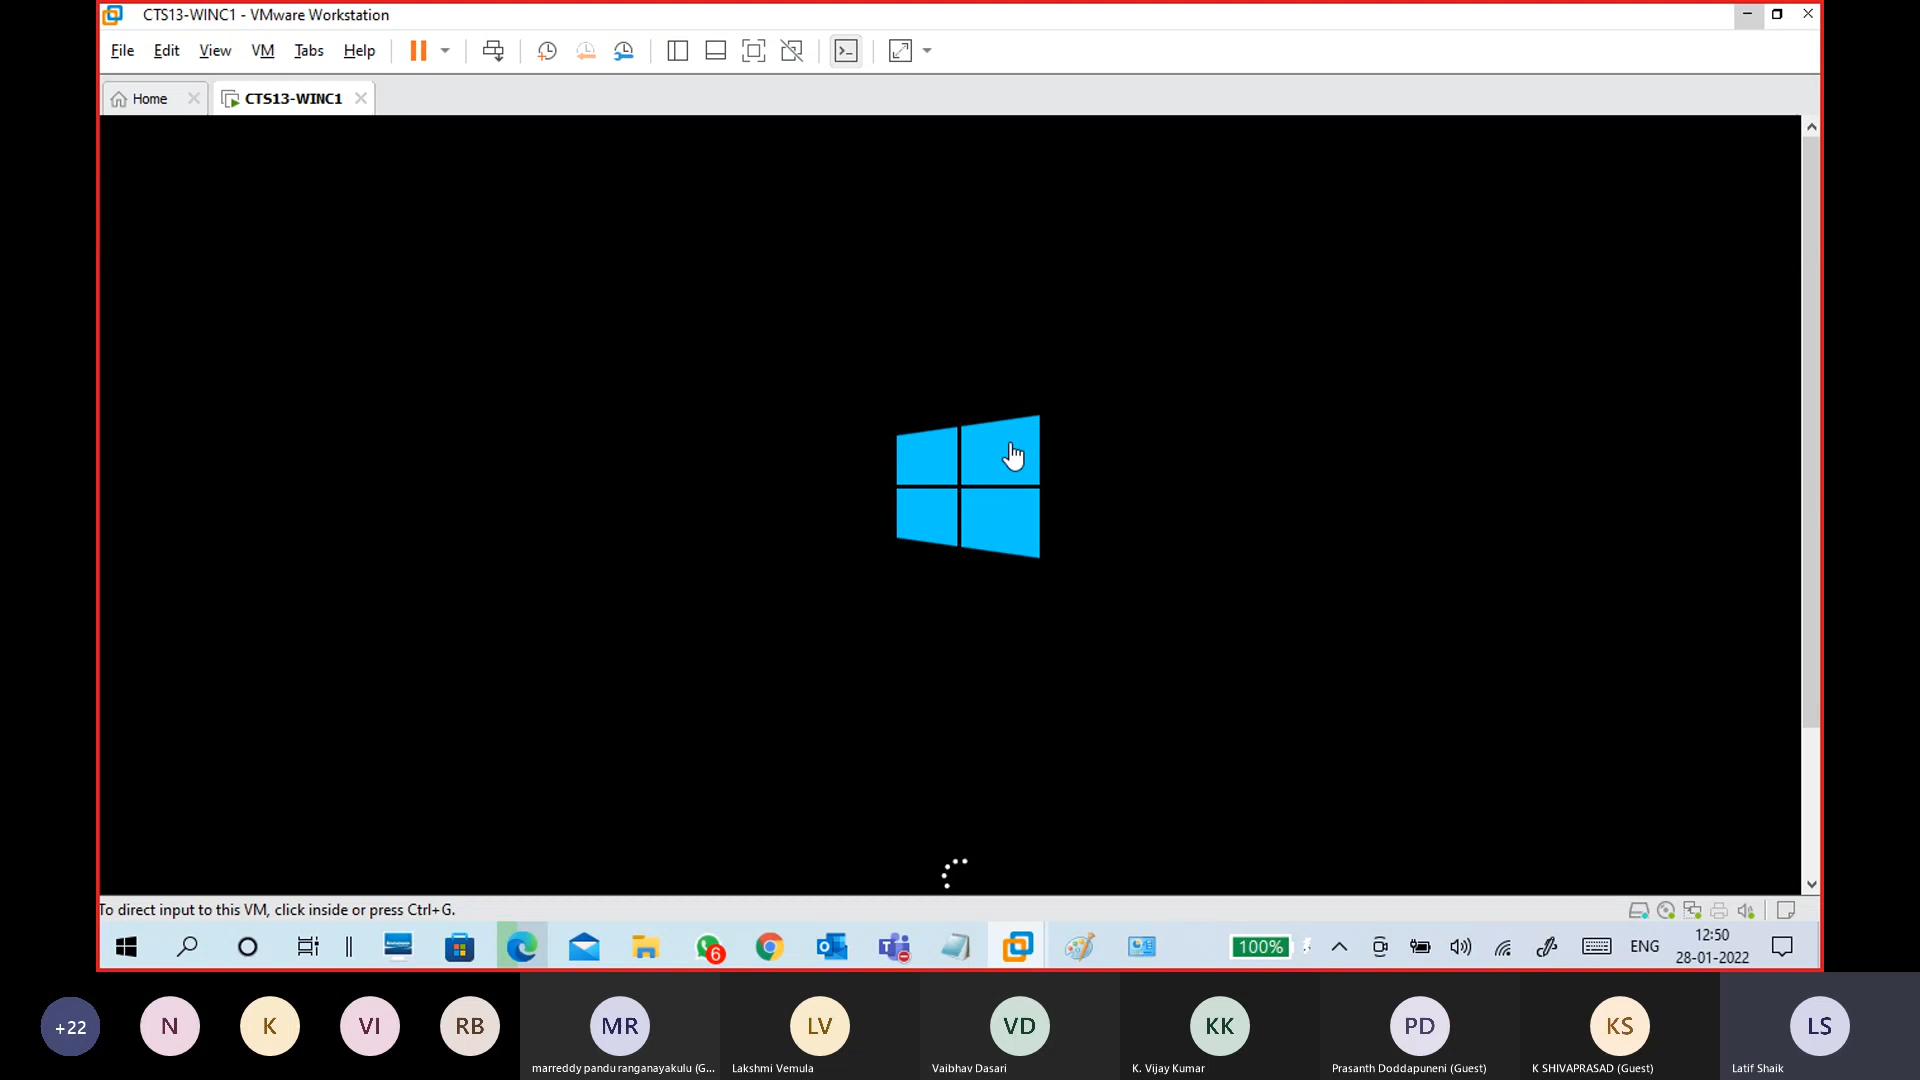 CTS13-WINC1 - VMware Workstation
File Edit View VM Tabs Help
Home CTS13-WINC1
To direct input to this VM, click inside or press Ctrl+G.
6 100% ENG 12:50
28-01-2022
+22 N K VI RB MR LV VD KK PD KS LS
marreddy pandu ranganayakulu (G... Lakshmi Vemula Vaibhav Dasari K. Vijay Kumar Prasanth Doddapuneni (Guest) K SHIVAPRASAD (Guest) Latif Shaik